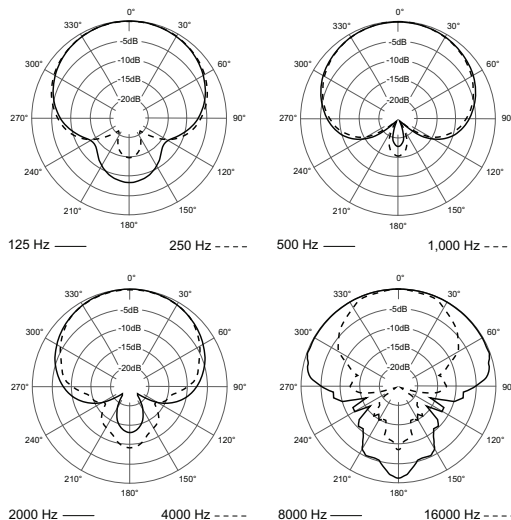 0°
330°
30°
-5dB
300°
60°
-10dB
-15dB
-20dB
270°
90°
240°
120°
210°
150°
180°
125 Hz
250 Hz
0°
330°
30°
-5dB
300°
60°
-10dB
-15dB
-20dB
270°
90°
240°
120°
210°
150°
180°
500 Hz
1,000 Hz
0°
330°
30°
-5dB
300°
60°
-10dB
-15dB
-20dB
270°
90°
240°
120°
210°
150°
180°
2000 Hz
4000 Hz
0°
330°
30°
-5dB
300°
60°
-10dB
-15dB
-20dB
270°
90°
240°
120°
210°
150°
180°
8000 Hz
16000 Hz